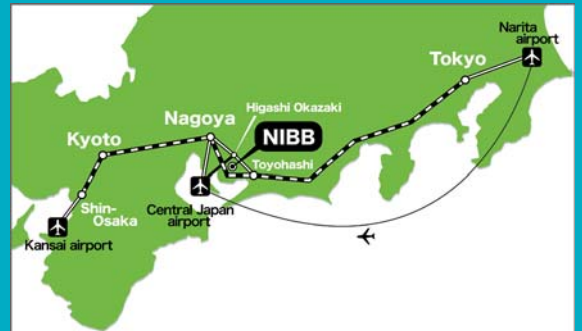 Narita
airport
Tokyo
Higashi Okazaki
Nagoya
NIBB
Kyoto
Toyohashi
Shin-
Osaka
Central Japan
airport
Kansai airport